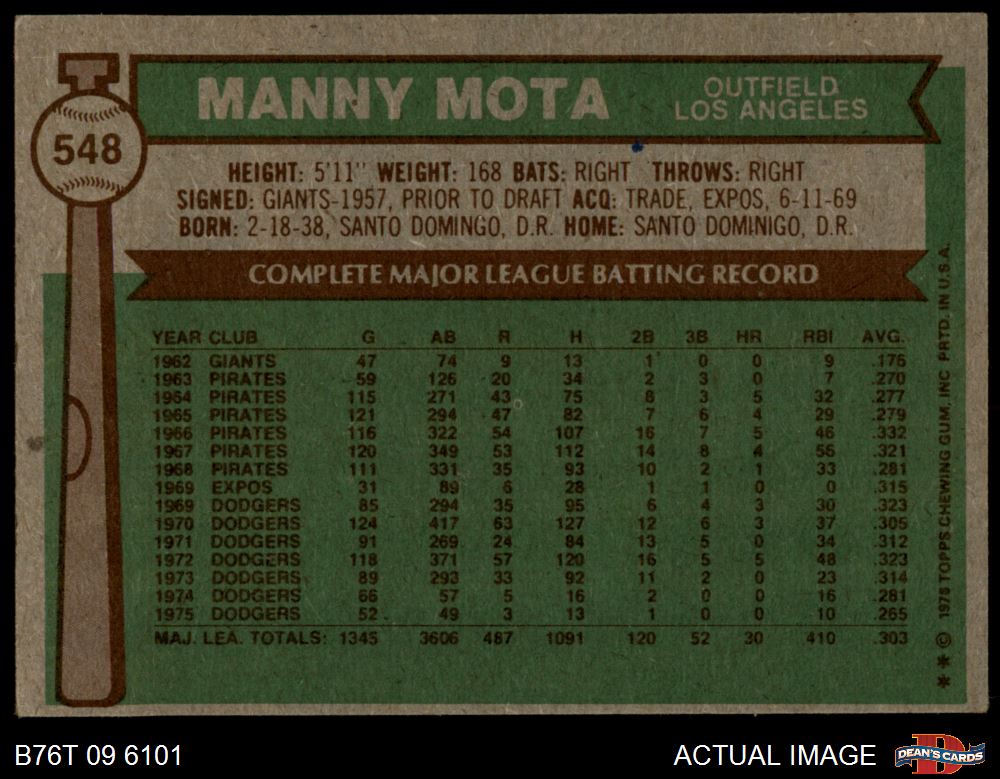 548
MANNY MOTA
OUTFIELD
LOS ANGELES
HEIGHT: 5'11" WEIGHT: 168 BATS: RIGHT THROWS: RIGHT
SIGNED: GIANTS-1957, PRIOR TO DRAFT ACQ: TRADE, EXPOS, 6-11-69
BORN: 2-18-38, SANTO DOMINGO, D.R. HOME: SANTO DOMINIGO, D.R.
COMPLETE MAJOR LEAGUE BATTING RECORD
YEAR CLUB G AB R H 2B 3B HR RBI AVG.
1962 GIANTS 47 74 9 13 1 0 0 9 .176
1963 PIRATES 59 126 20 34 2 3 0 7 .270
1964 PIRATES 115 271 43 75 8 3 5 32 .277
1965 PIRATES 121 294 47 82 7 6 4 29 .279
1966 PIRATES 116 322 54 107 16 7 5 46 .332
1967 PIRATES 120 349 53 112 14 8 4 56 .321
1968 PIRATES 111 331 35 93 10 2 1 33 .281
1969 EXPOS 31 89 6 28 1 1 0 0 .315
1969 DODGERS 85 294 35 95 6 4 3 30 .323
1970 DODGERS 124 417 63 127 12 6 3 37 .305
1971 DODGERS 91 269 24 84 13 5 0 34 .312
1972 DODGERS 118 371 57 120 16 5 5 48 .323
1973 DODGERS 89 293 33 92 11 2 0 23 .314
1974 DODGERS 66 57 5 16 2 0 0 16 .281
1975 DODGERS 52 49 3 13 1 0 0 10 .265
MAJ. LEA. TOTALS: 1345 3606 487 1091 120 52 30 410 .303
** © 1976 TOPPS CHEWING GUM, INC PRTD. IN U.S.A.
B76T 09 6101
ACTUAL IMAGE
DEAN'S CARDS